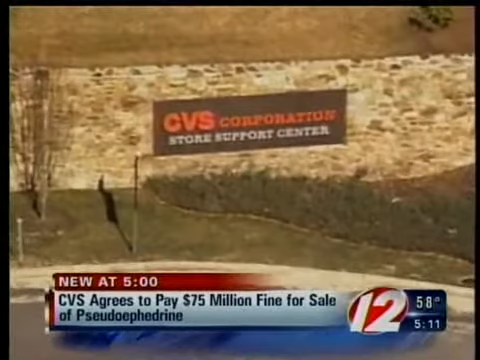 CVS CORPORATION
STORE SUPPORT CENTER
NEW AT 5:00
CVS Agrees to Pay $75 Million Fine for Sale
of Pseudoephedrine
12
58°
5:11